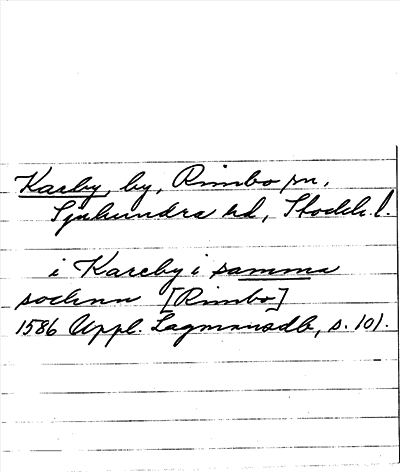 Karby, by, Rimbo sn,
Sjuhundra hd, Stockh. l.
i Kareby i samma
sochnn [Rimbo]
1586 Uppl. Lagmansdb, s. 101.